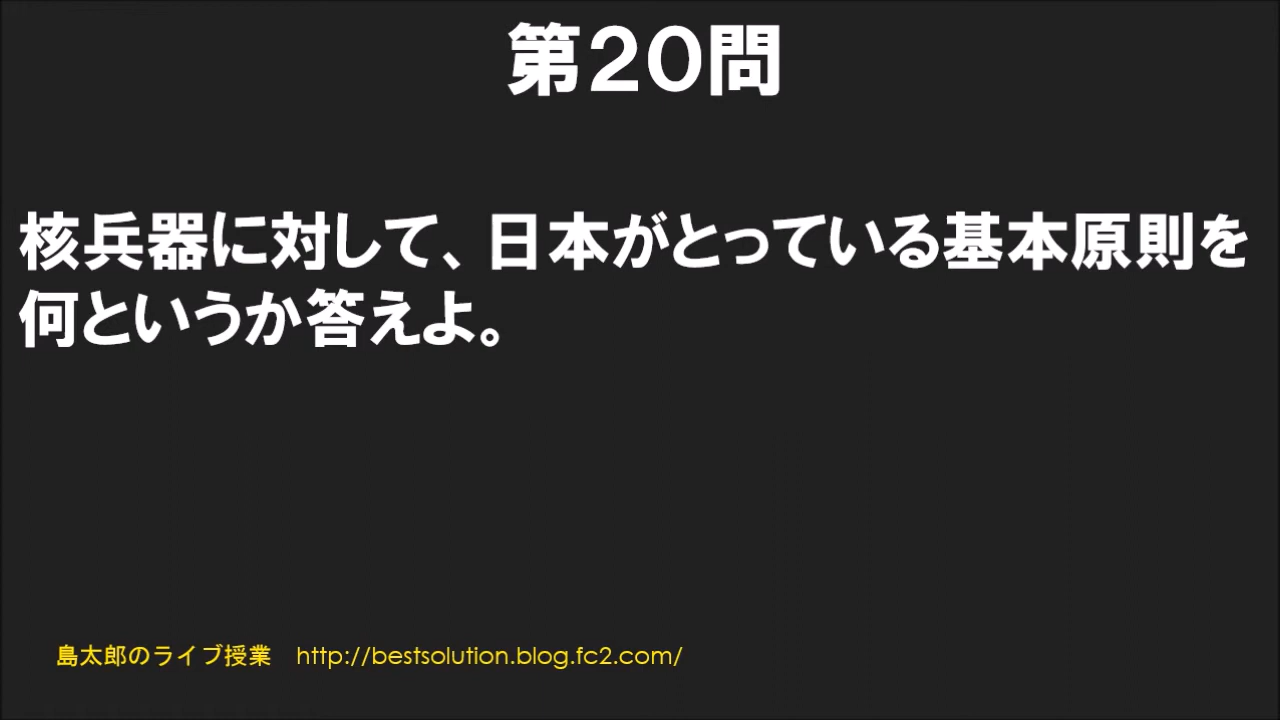 第20問
核兵器に対して、日本がとっている基本原則を
何というか答えよ。
島太郎のライブ授業　http://bestsolution.blog.fc2.com/